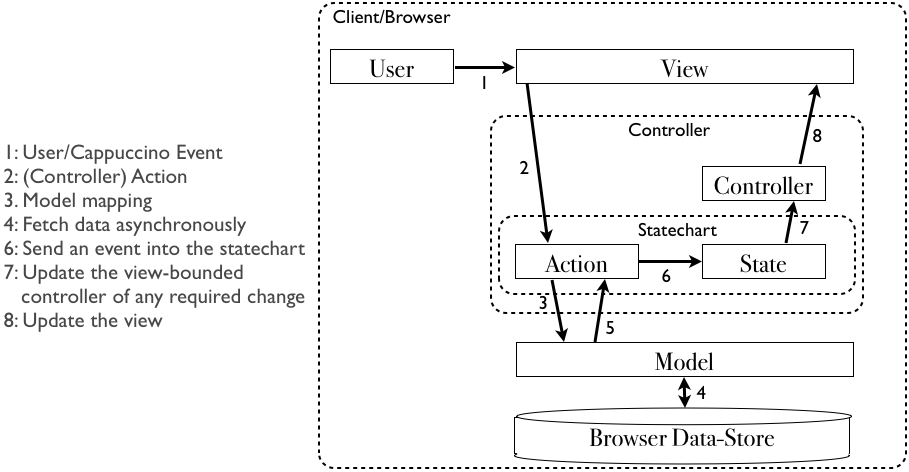 Client/Browser
User
View
1
Controller
8
1: User/Cappuccino Event
2: (Controller) Action
3. Model mapping
4: Fetch data asynchronously
6: Send an event into the statechart
7: Update the view-bounded
controller of any required change
8: Update the view
2
Controller
Statechart
7
Action
6
State
3
5
Model
4
Browser Data-Store